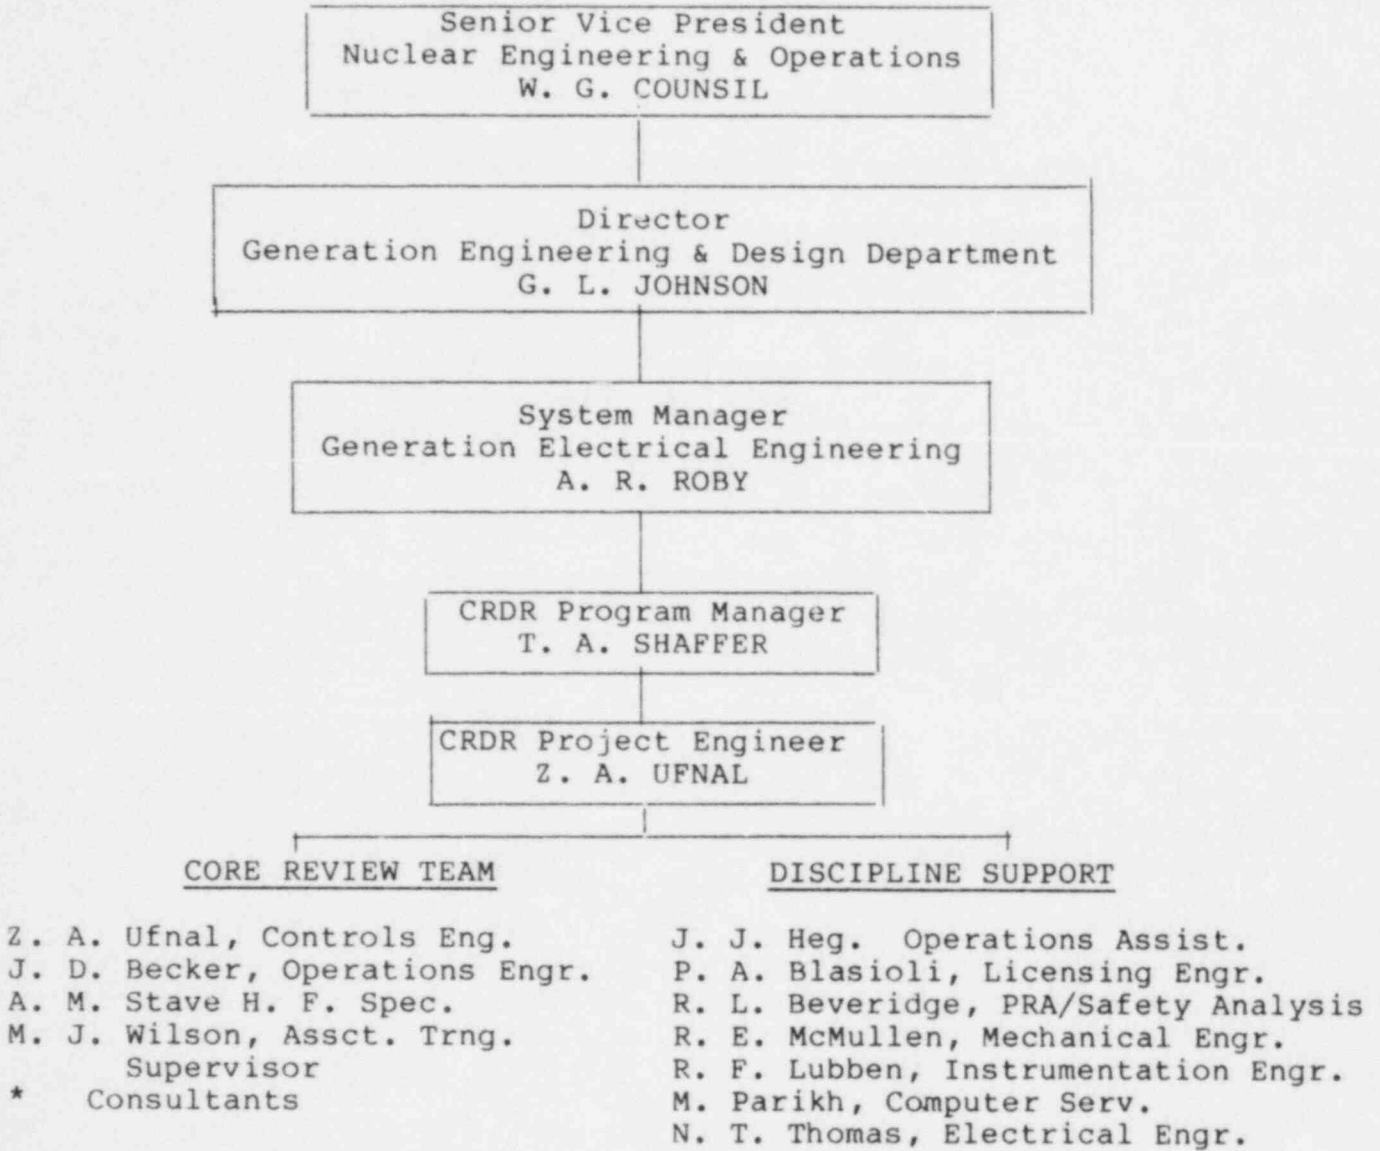 Senior Vice President
Nuclear Engineering & Operations
W. G. COUNSIL
Director
Generation Engineering & Design Department
G. L. JOHNSON
System Manager
Generation Electrical Engineering
A. R. ROBY
CRDR Program Manager
T. A. SHAFFER
CRDR Project Engineer
Z. A. UFNAL
CORE REVIEW TEAM
Z. A. Ufnal, Controls Eng.
J. D. Becker, Operations Engr.
A. M. Stave H. F. Spec.
M. J. Wilson, Assct. Trng.
Supervisor
* Consultants
DISCIPLINE SUPPORT
J. J. Heg. Operations Assist.
P. A. Blasioli, Licensing Engr.
R. L. Beveridge, PRA/Safety Analysis
R. E. McMullen, Mechanical Engr.
R. F. Lubben, Instrumentation Engr.
M. Parikh, Computer Serv.
N. T. Thomas, Electrical Engr.